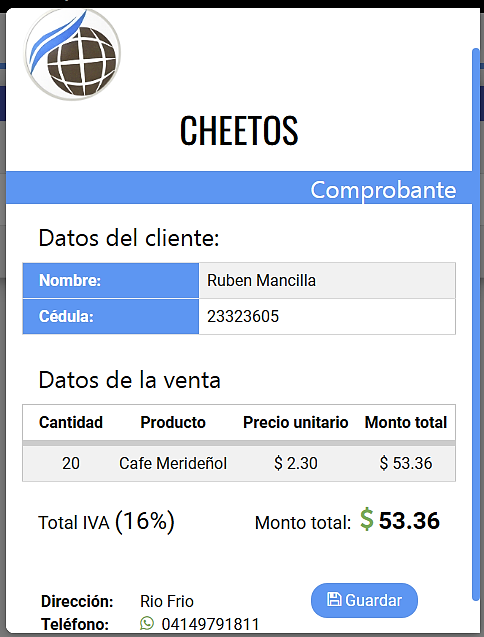 CHEETOS
Comprobante
Datos del cliente:
Nombre: Ruben Mancilla
Cédula: 23323605
Datos de la venta
Cantidad Producto Precio unitario Monto total
20 Cafe Merideñol $ 2.30 $ 53.36
Total IVA (16%) Monto total: $ 53.36
Dirección: Rio Frio Guardar
Teléfono: 04149791811